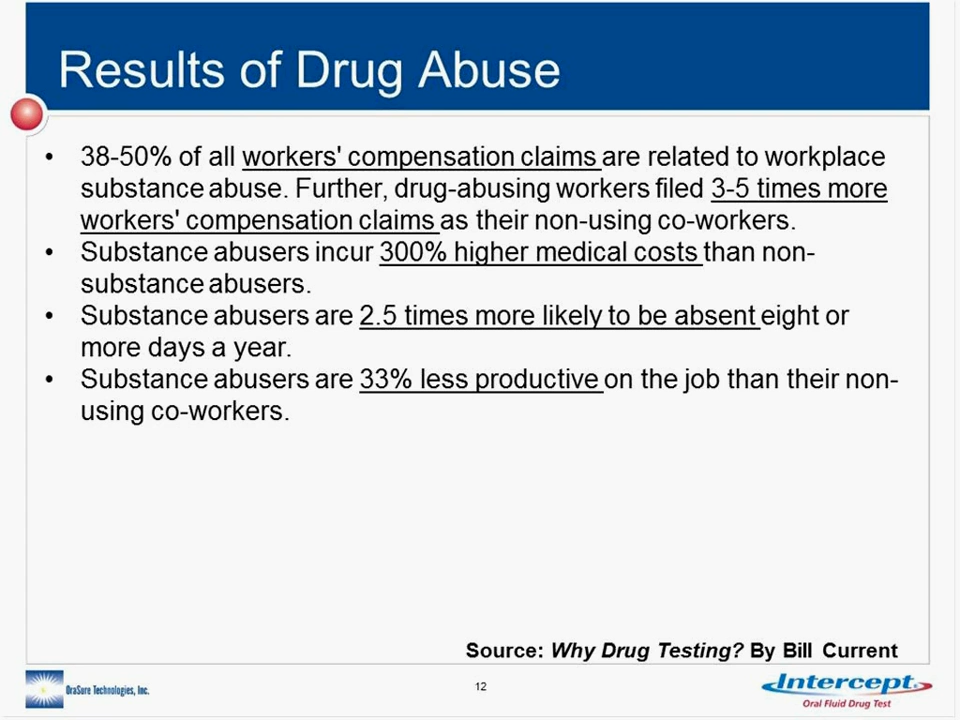 Results of Drug Abuse
• 38-50% of all workers' compensation claims are related to workplace
substance abuse. Further, drug-abusing workers filed 3-5 times more
workers' compensation claims as their non-using co-workers.
• Substance abusers incur 300% higher medical costs than non-
substance abusers.
• Substance abusers are 2.5 times more likely to be absent eight or
more days a year.
• Substance abusers are 33% less productive on the job than their non-
using co-workers.
Source: Why Drug Testing? By Bill Current
OraSure Technologies, Inc.
12
Intercept®
Oral Fluid Drug Test